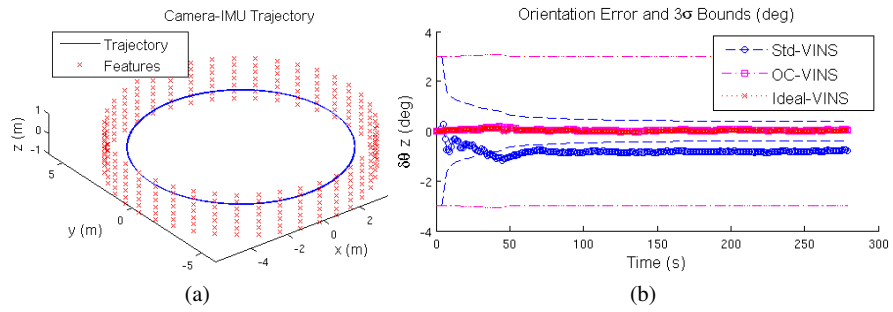 Camera-IMU Trajectory
Trajectory
Features
z (m)
1
0
-1
5
0
-5
y (m)
-4
-2
0
2
x (m)
(a)
Orientation Error and 3σ Bounds (deg)
Std-VINS
OC-VINS
Ideal-VINS
δθ z (deg)
4
2
0
-2
-4
0
50
100
150
200
250
300
Time (s)
(b)